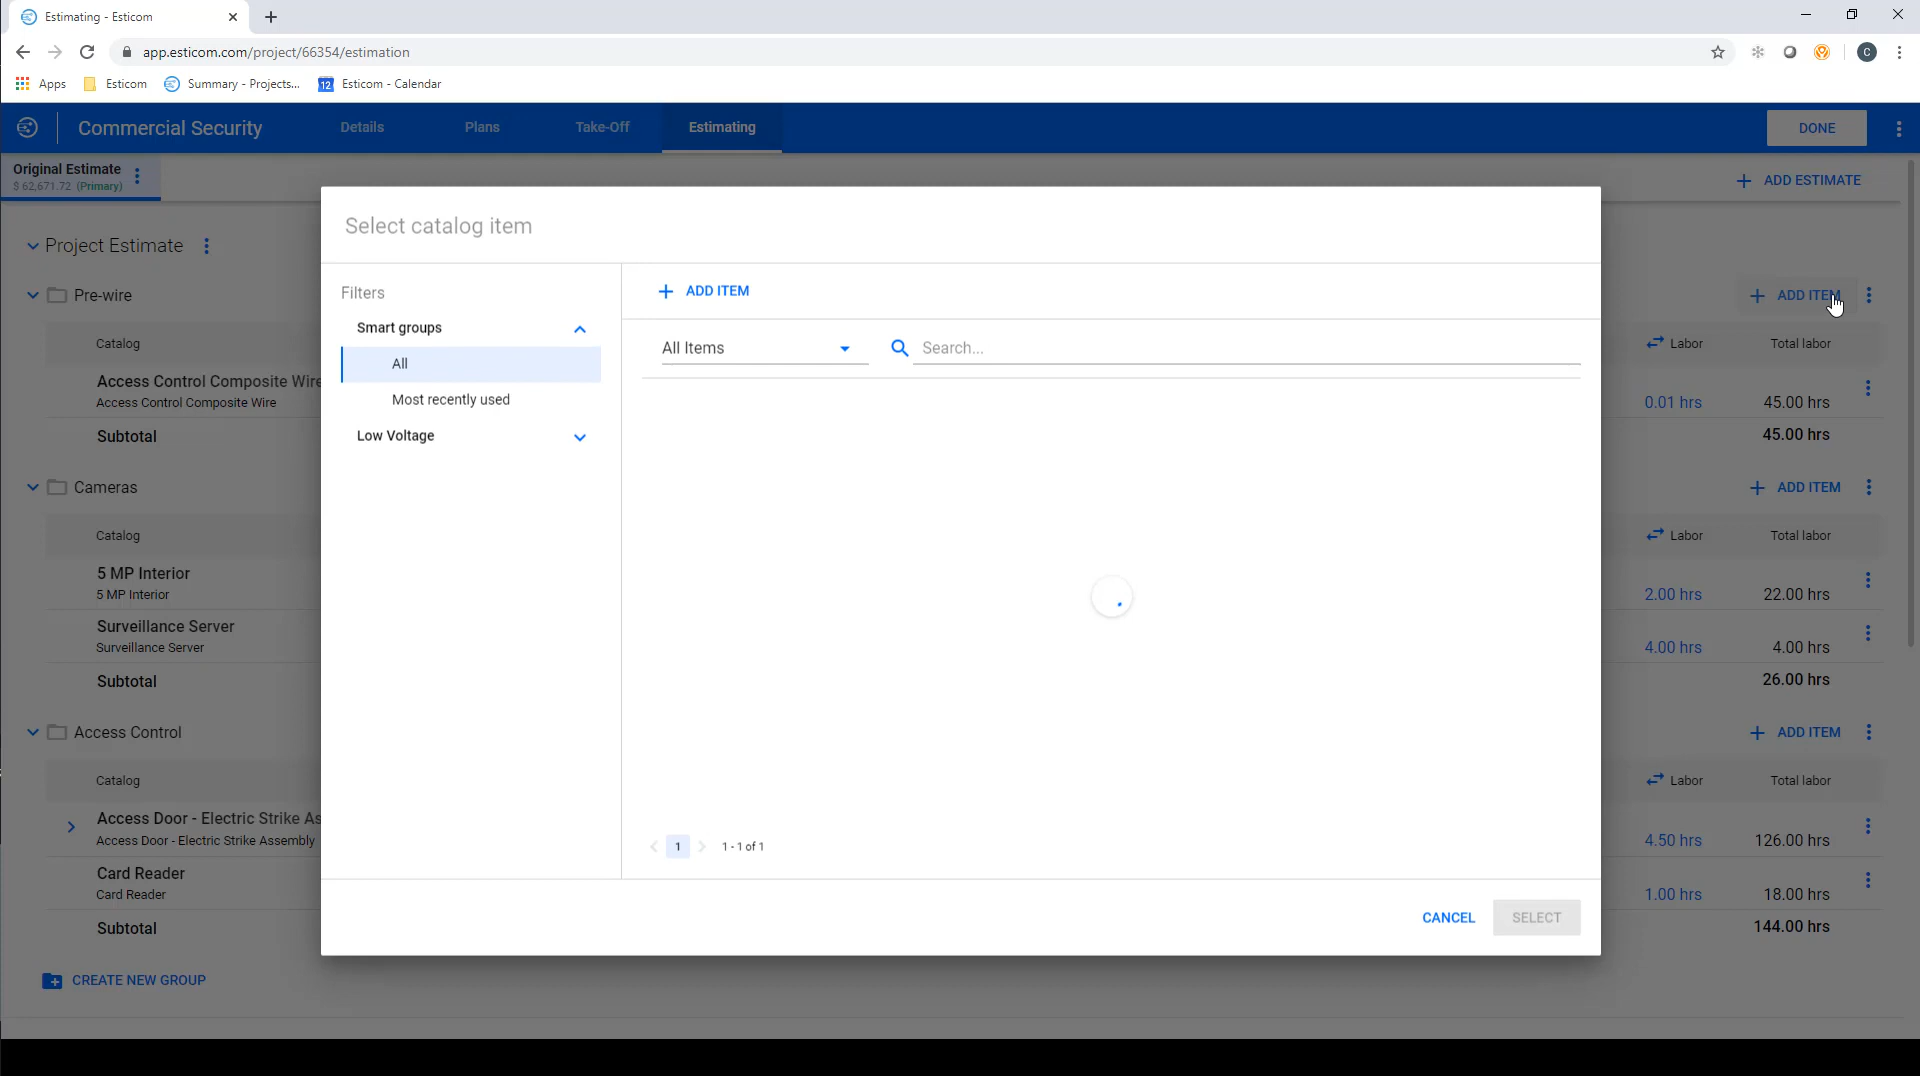 Estimating - Esticom
app.esticom.com/project/66354/estimation
C
Apps
Esticom
Summary - Projects...
12
Esticom - Calendar
Commercial Security
Details
Plans
Take-Off
Estimating
DONE
Original Estimate
$ 62,671.72 (Primary)
ADD ESTIMATE
Project Estimate
Pre-wire
ADD ITEM
Catalog
Labor
Total labor
Access Control Composite Wire
Access Control Composite Wire
0.01 hrs
45.00 hrs
Subtotal
45.00 hrs
Cameras
ADD ITEM
Catalog
Labor
Total labor
5 MP Interior
5 MP Interior
2.00 hrs
22.00 hrs
Surveillance Server
Surveillance Server
4.00 hrs
4.00 hrs
Subtotal
26.00 hrs
Access Control
ADD ITEM
Catalog
Labor
Total labor
Access Door - Electric Strike As
Access Door - Electric Strike Assembly
4.50 hrs
126.00 hrs
Card Reader
Card Reader
1.00 hrs
18.00 hrs
Subtotal
144.00 hrs
CREATE NEW GROUP
Select catalog item
Filters
Smart groups
All
Most recently used
Low Voltage
ADD ITEM
All Items
Search...
1
1 - 1 of 1
CANCEL
SELECT